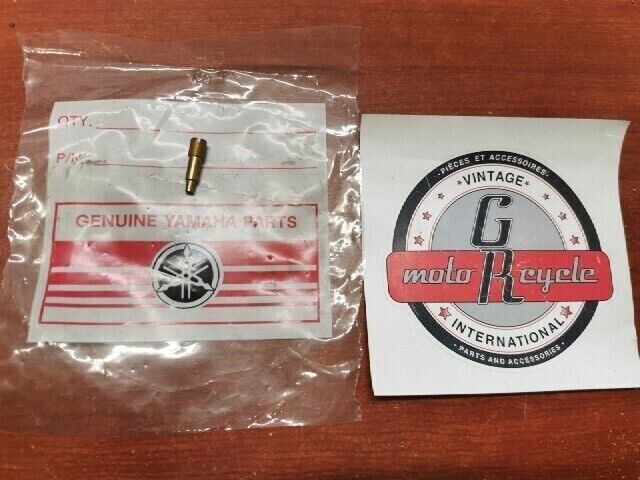 QTY.
P/N.
GENUINE YAMAHA PARTS
- PIÈCES ET ACCESSOIRES -
VINTAGE
G
moto R cycle
INTERNATIONAL
- PARTS AND ACCESSORIES -